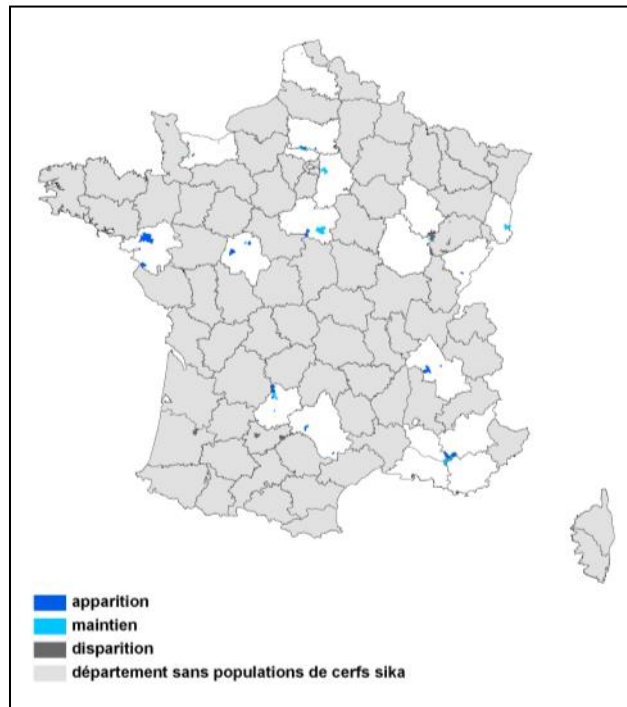 apparition
maintien
disparition
département sans populations de cerfs sika